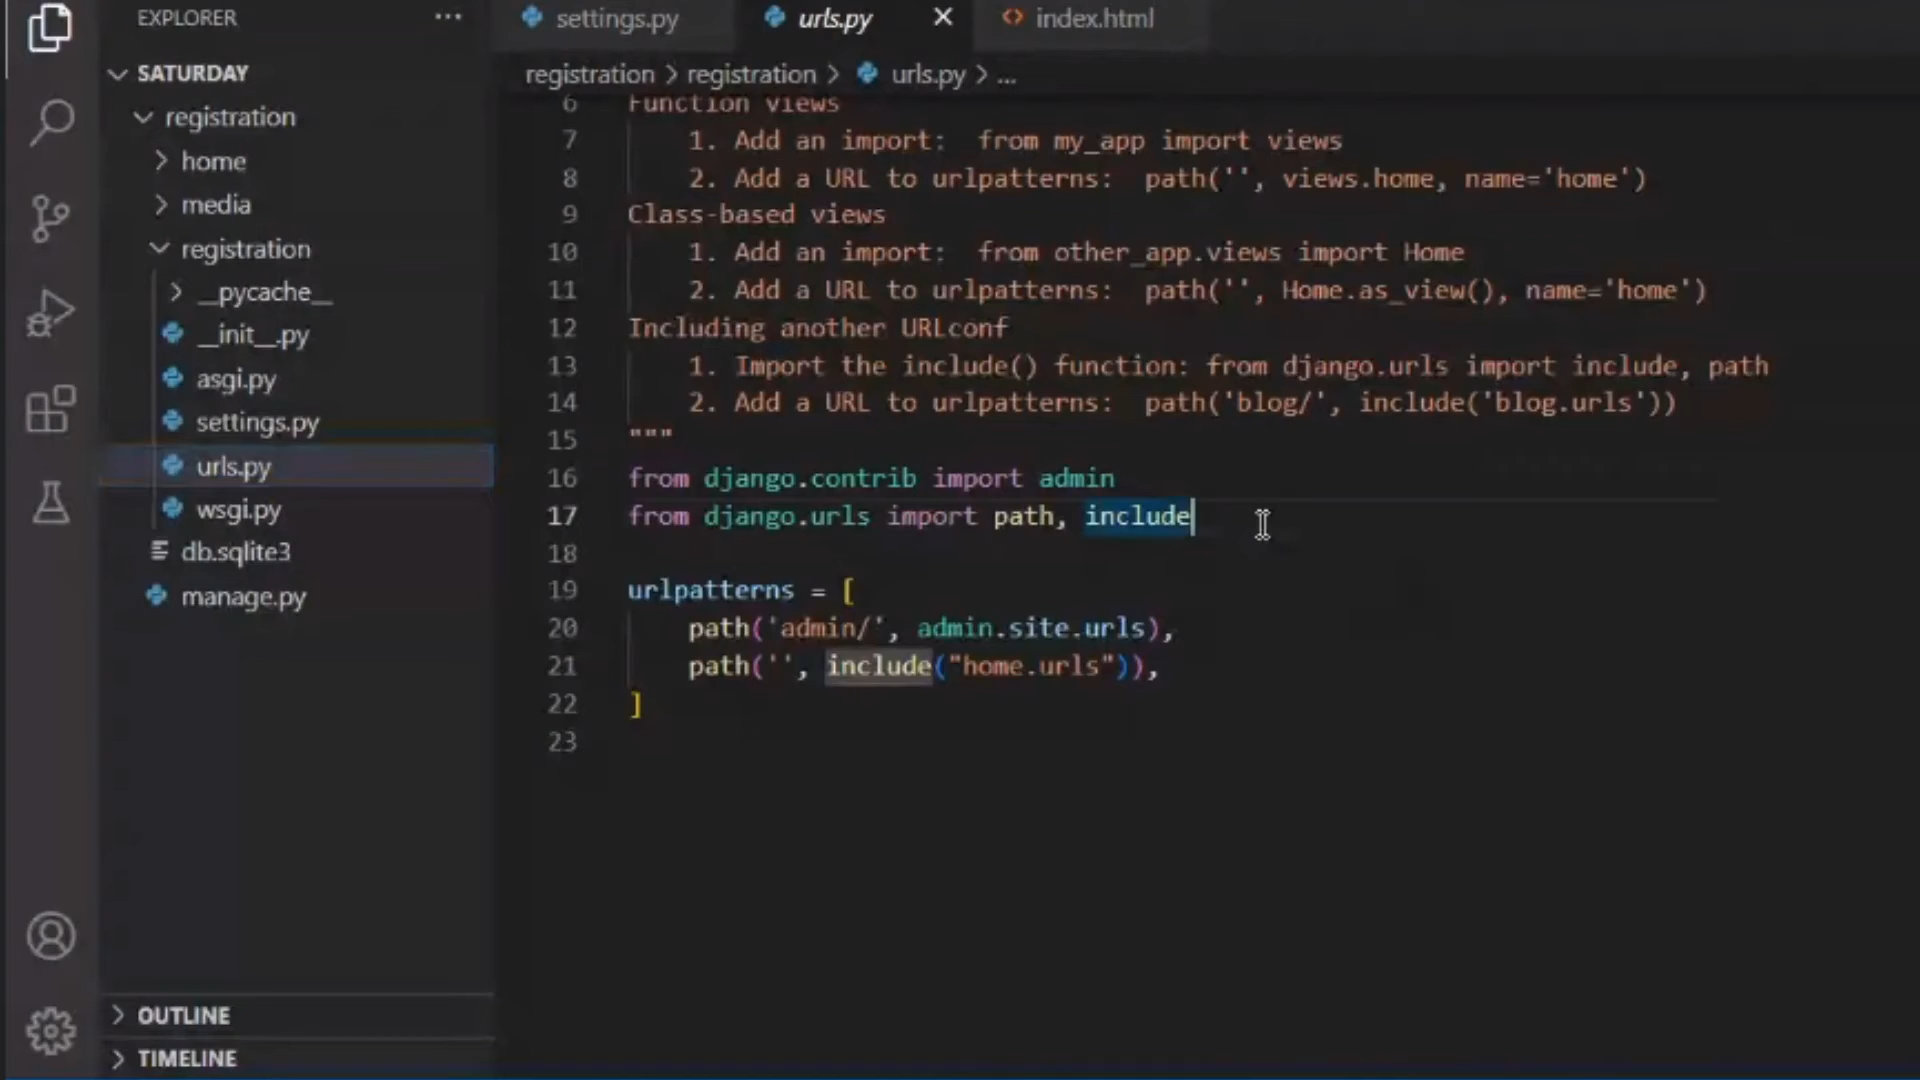 EXPLORER
SATURDAY
registration
home
media
registration
__pycache__
__init__.py
asgi.py
settings.py
urls.py
wsgi.py
db.sqlite3
manage.py
OUTLINE
TIMELINE
settings.py
urls.py
index.html
registration > registration > urls.py > ...
6 Function views
7 1. Add an import:  from my_app import views
8 2. Add a URL to urlpatterns:  path('', views.home, name='home')
9 Class-based views
10 1. Add an import:  from other_app.views import Home
11 2. Add a URL to urlpatterns:  path('', Home.as_view(), name='home')
12 Including another URLconf
13 1. Import the include() function: from django.urls import include, path
14 2. Add a URL to urlpatterns:  path('blog/', include('blog.urls'))
15 """
16 from django.contrib import admin
17 from django.urls import path, include
18
19 urlpatterns = [
20 path('admin/', admin.site.urls),
21 path('', include("home.urls")),
22 ]
23